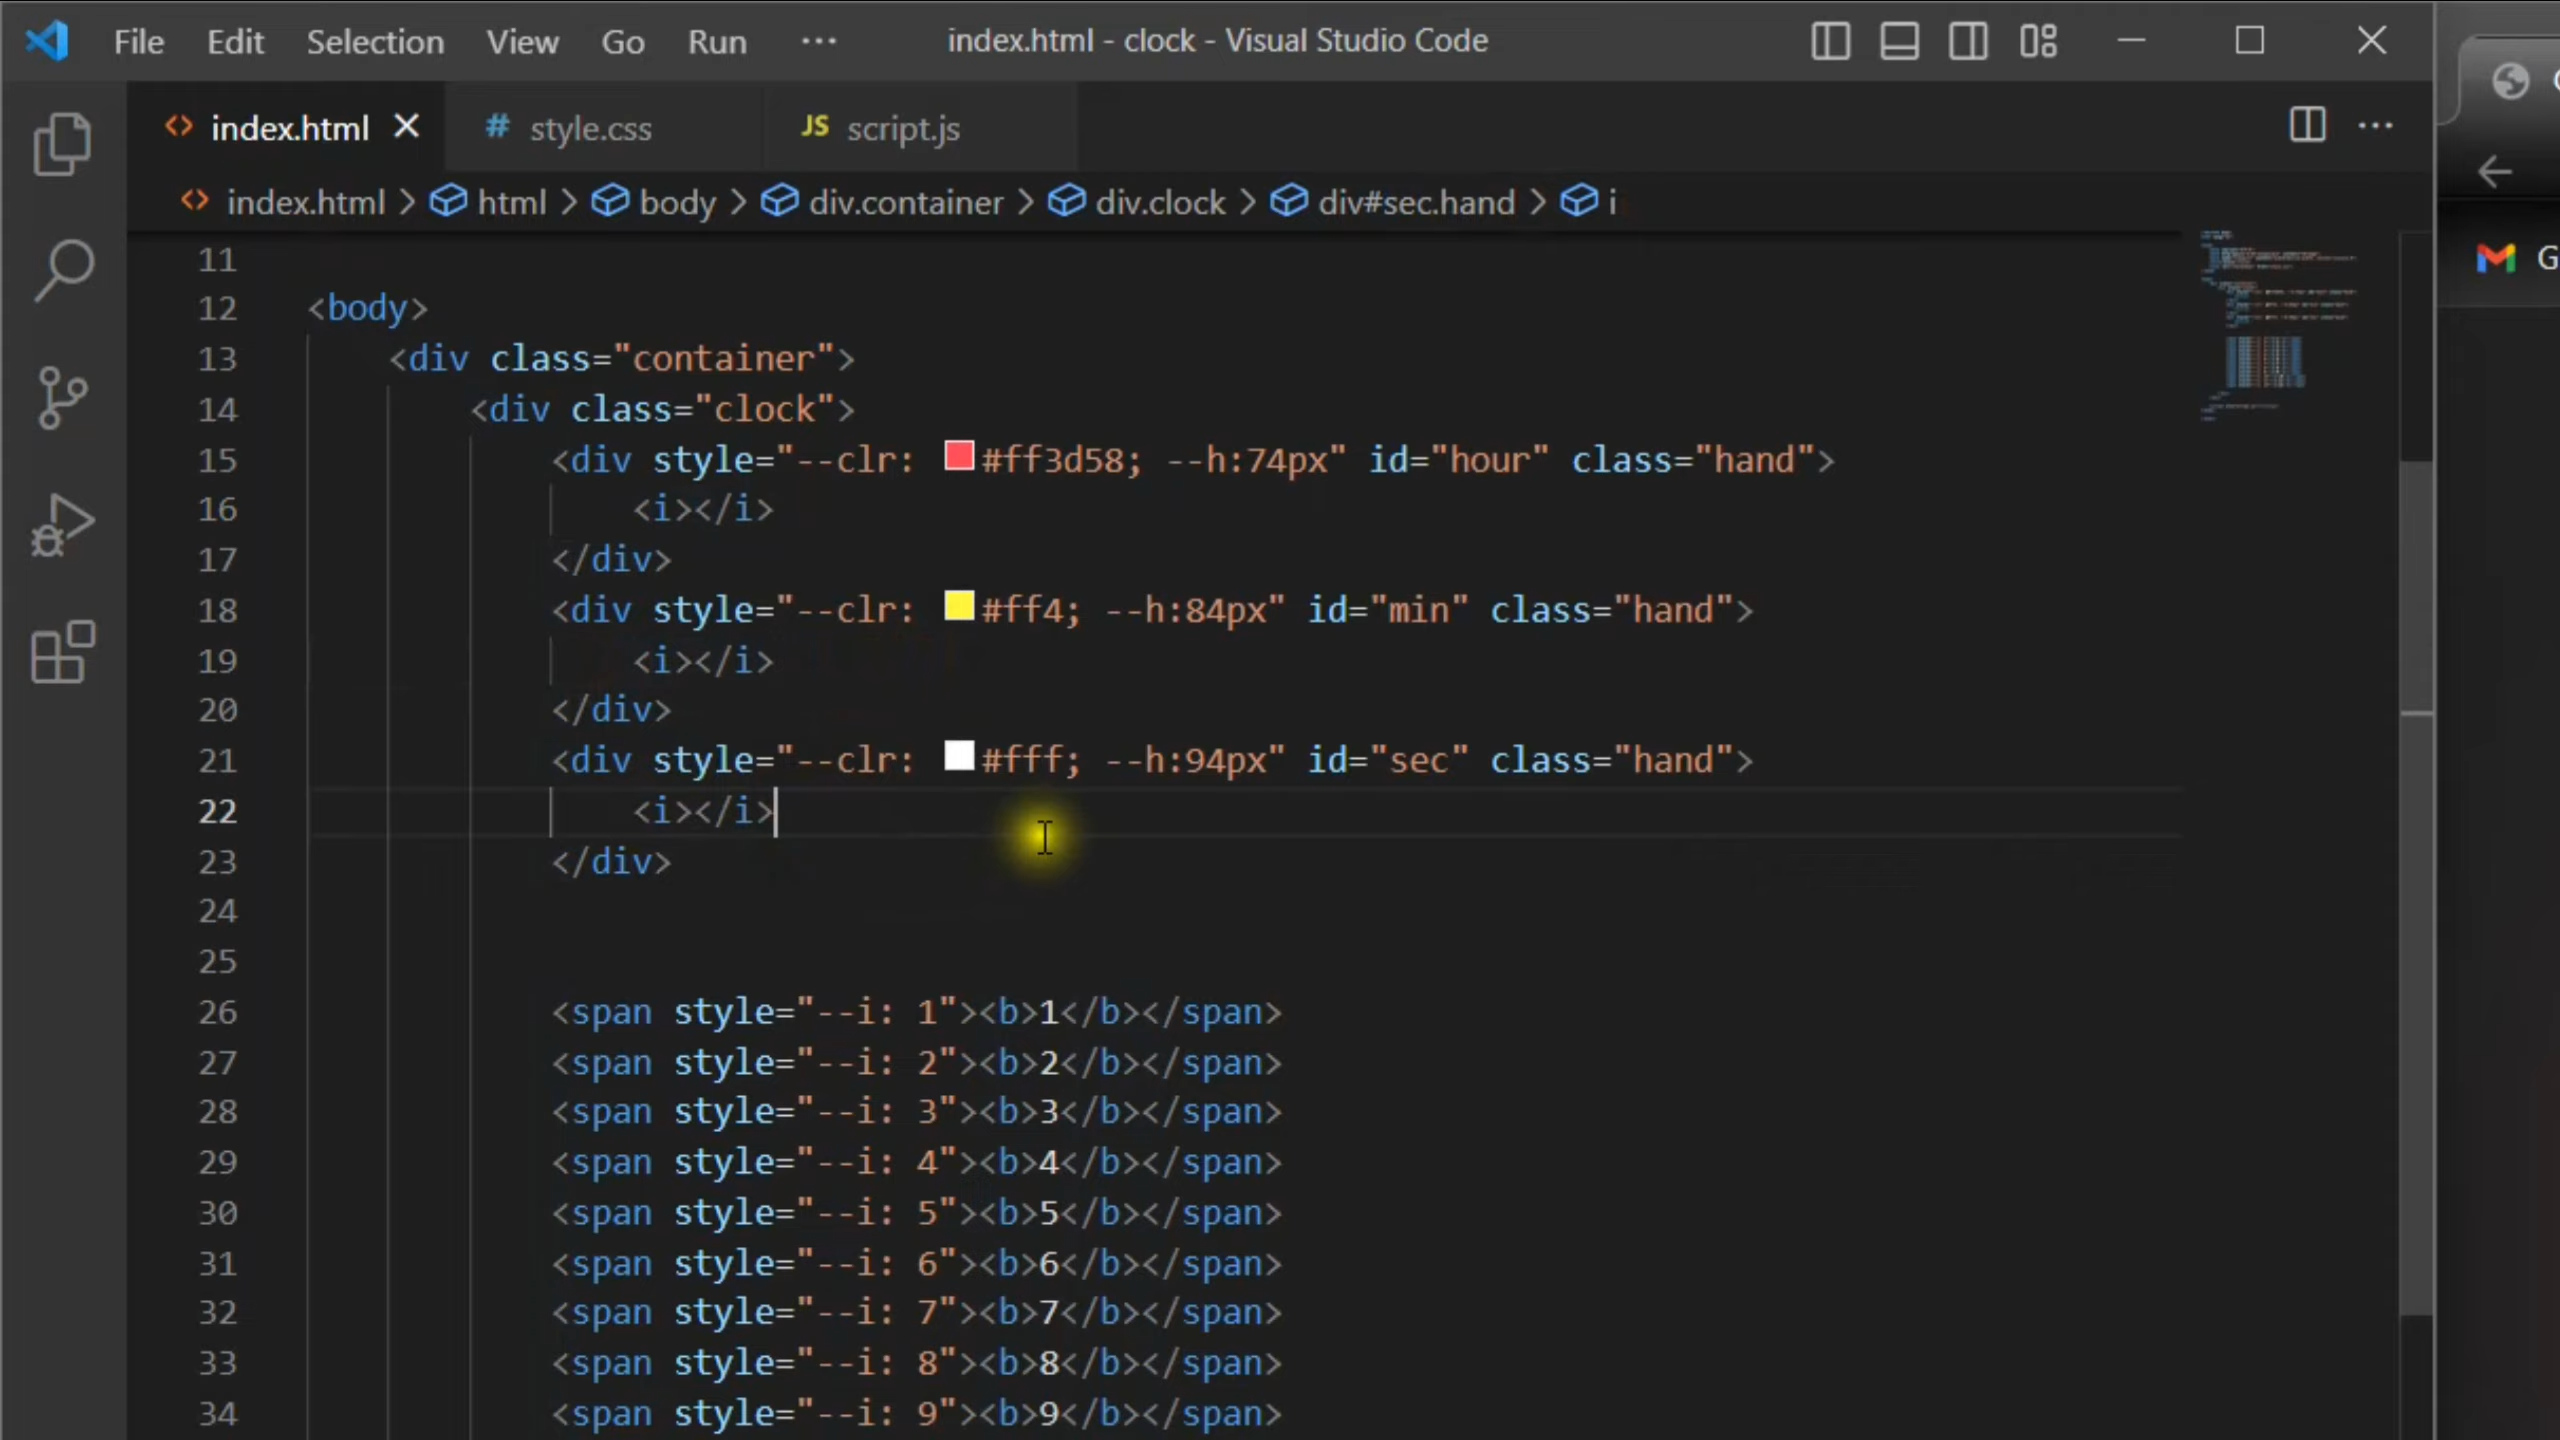 File Edit Selection View Go Run ··· index.html - clock - Visual Studio Code
index.html # style.css JS script.js
index.html > html > body > div.container > div.clock > div#sec.hand > i
G
11
12 <body>
13 <div class="container">
14 <div class="clock">
15 <div style="--clr: #ff3d58; --h:74px" id="hour" class="hand">
16 <i></i>
17 </div>
18 <div style="--clr: #ff4; --h:84px" id="min" class="hand">
19 <i></i>
20 </div>
21 <div style="--clr: #fff; --h:94px" id="sec" class="hand">
22 <i></i>
23 </div>
24
25
26 <span style="--i: 1"><b>1</b></span>
27 <span style="--i: 2"><b>2</b></span>
28 <span style="--i: 3"><b>3</b></span>
29 <span style="--i: 4"><b>4</b></span>
30 <span style="--i: 5"><b>5</b></span>
31 <span style="--i: 6"><b>6</b></span>
32 <span style="--i: 7"><b>7</b></span>
33 <span style="--i: 8"><b>8</b></span>
34 <span style="--i: 9"><b>9</b></span>